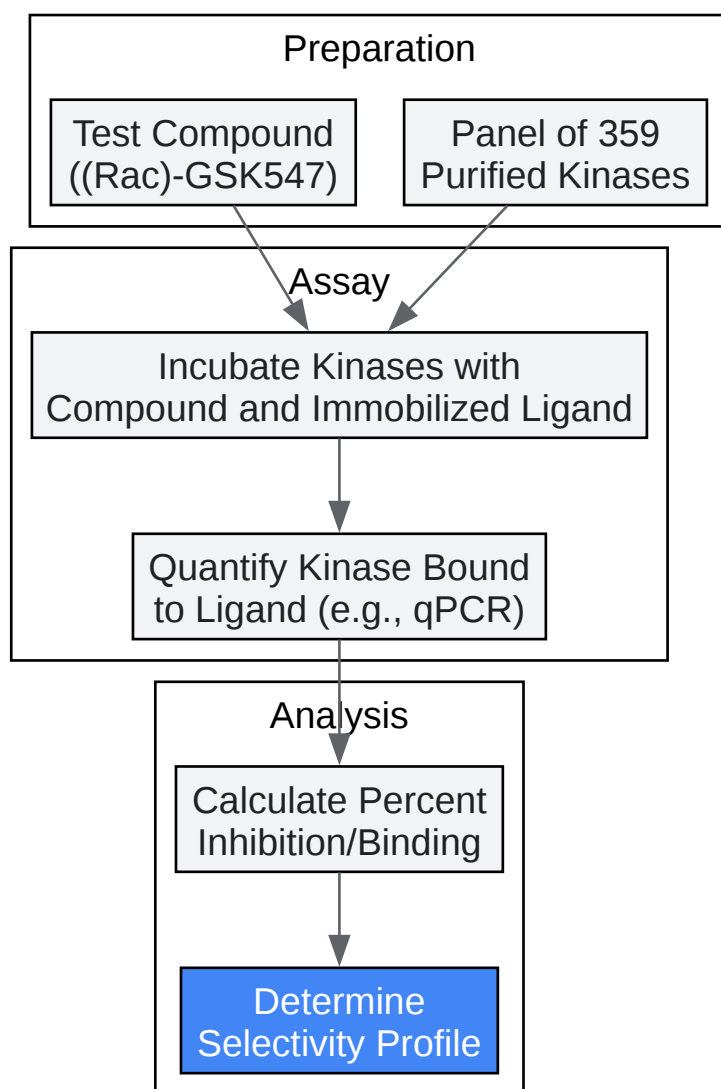 Preparation
Test Compound
((Rac)-GSK547)
Panel of 359
Purified Kinases
Assay
Incubate Kinases with
Compound and Immobilized Ligand
Quantify Kinase Bound
to Ligand (e.g., qPCR)
Analysis
Calculate Percent
Inhibition/Binding
Determine
Selectivity Profile